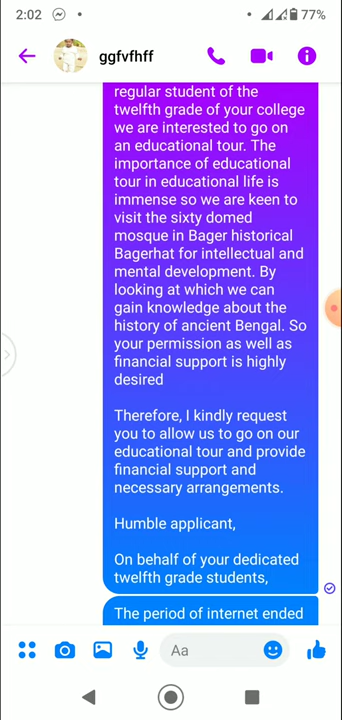 2:02
77%
ggfvfhff
regular student of the
twelfth grade of your college
we are interested to go on
an educational tour. The
importance of educational
tour in educational life is
immense so we are keen to
visit the sixty domed
mosque in Bager historical
Bagerhat for intellectual and
mental development. By
looking at which we can
gain knowledge about the
history of ancient Bengal. So
your permission as well as
financial support is highly
desired
Therefore, I kindly request
you to allow us to go on our
educational tour and provide
financial support and
necessary arrangements.
Humble applicant,
On behalf of your dedicated
twelfth grade students,
The period of internet ended
Aa